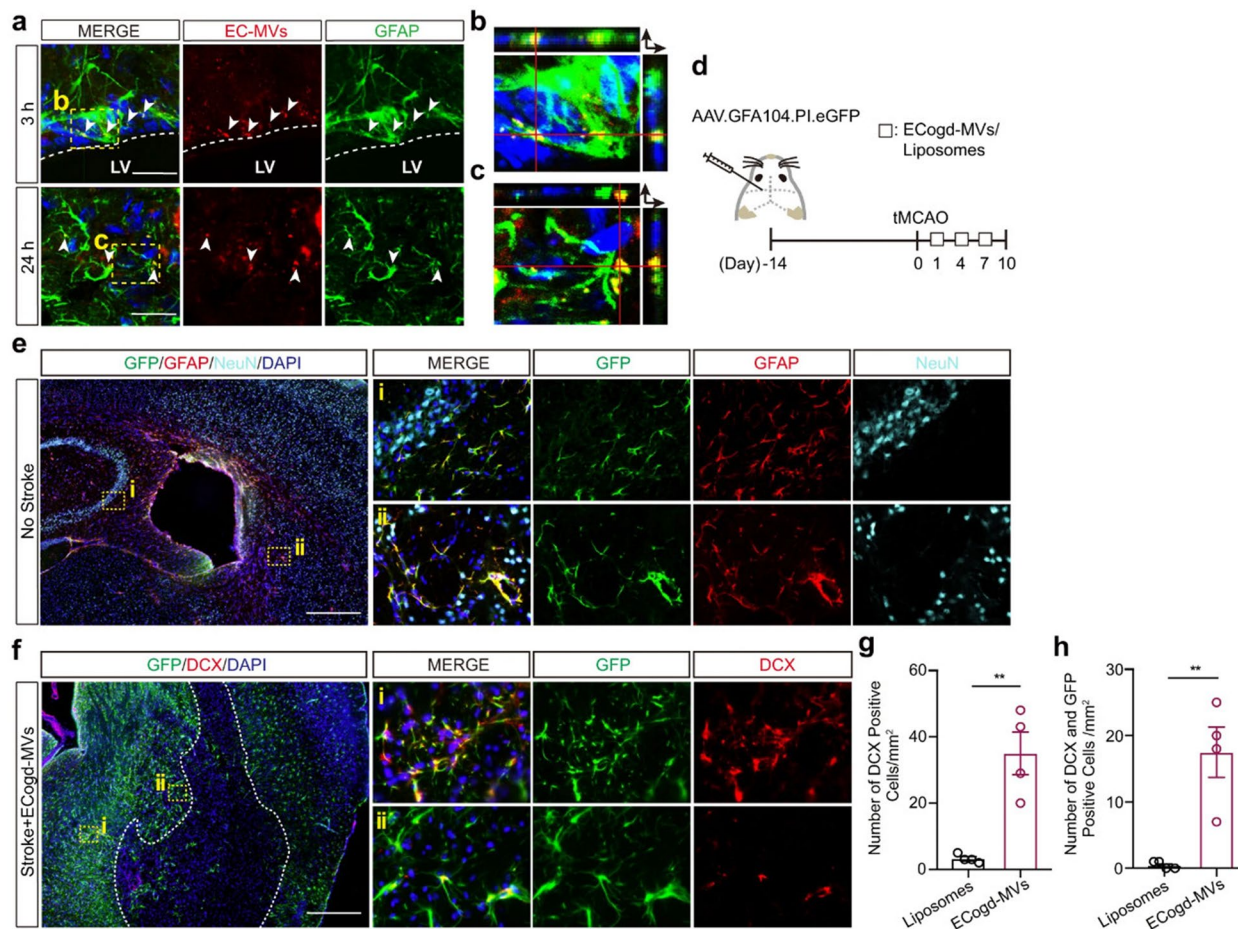 a
MERGE
EC-MVs
GFAP
3 h
b
LV
LV
LV
24 h
c
b
c
d
AAV.GFA104.PI.eGFP
: ECogd-MVs/
Liposomes
tMCAO
(Day) -14
0 1 4 7 10
e
GFP/GFAP/NeuN/DAPI
MERGE
GFP
GFAP
NeuN
No Stroke
i
ii
i
ii
f
GFP/DCX/DAPI
MERGE
GFP
DCX
Stroke+ECogd-MVs
i
ii
i
ii
g
Number of DCX Positive
Cells/mm²
60
40
20
0
**
Liposomes
ECogd-MVs
h
Number of DCX and GFP
Positive Cells /mm²
30
20
10
0
**
Liposomes
ECogd-MVs